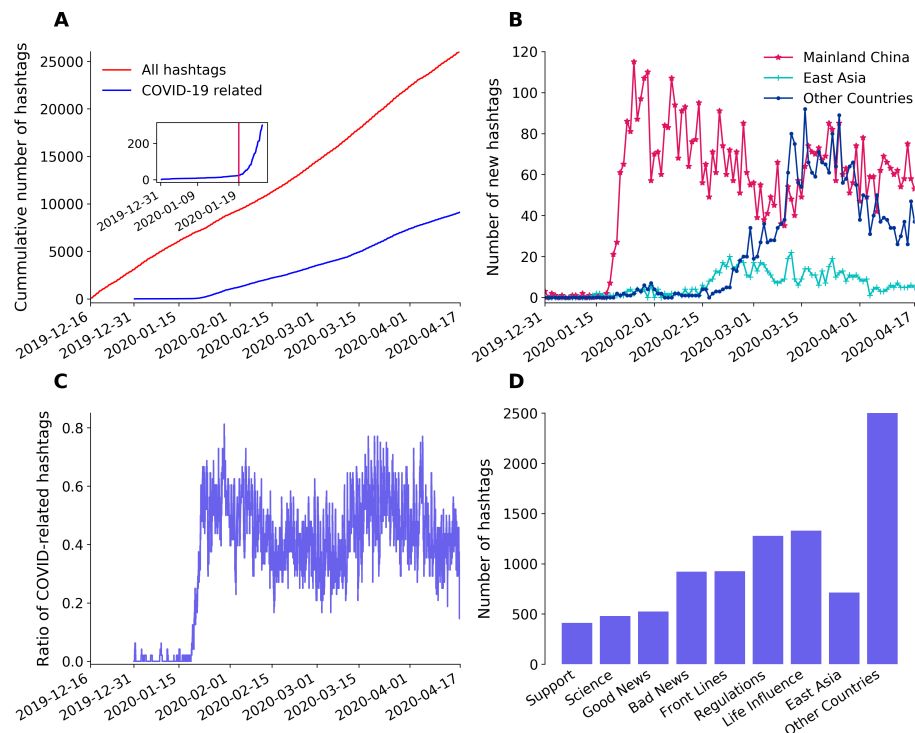 A
Cummulative number of hashtags
25000
20000
15000
10000
5000
0
All hashtags
COVID-19 related
200
0
2019-12-31
2020-01-09
2020-01-19
2019-12-16
2019-12-31
2020-01-15
2020-02-01
2020-02-15
2020-03-01
2020-03-15
2020-04-01
2020-04-17
B
Number of new hashtags
120
100
80
60
40
20
0
Mainland China
East Asia
Other Countries
2019-12-31
2020-01-15
2020-02-01
2020-02-15
2020-03-01
2020-03-15
2020-04-01
2020-04-17
C
Ratio of COVID-related hashtags
0.8
0.6
0.4
0.2
0.0
2019-12-16
2019-12-31
2020-01-15
2020-02-01
2020-02-15
2020-03-01
2020-03-15
2020-04-01
2020-04-17
D
Number of hashtags
2500
2000
1500
1000
500
0
Support
Science
Good News
Bad News
Front Lines
Regulations
Life Influence
East Asia
Other Countries